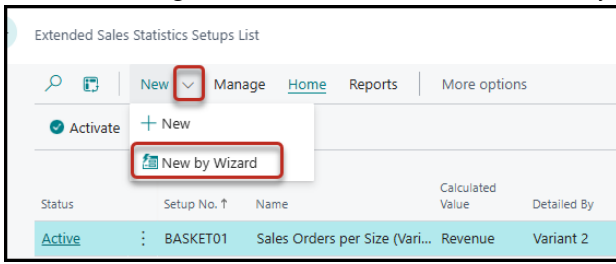 Extended Sales Statistics Setups List
New Manage Home Reports More options
Activate
New
New by Wizard
Status Setup No. ↑ Name Calculated Value Detailed By
Active BASKET01 Sales Orders per Size (Vari... Revenue Variant 2